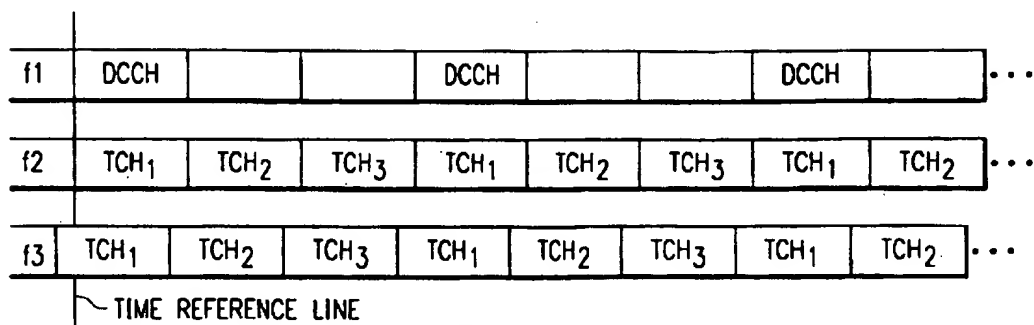 f1 DCCH DCCH DCCH ...
f2 TCH1 TCH2 TCH3 TCH1 TCH2 TCH3 TCH1 TCH2 ...
f3 TCH1 TCH2 TCH3 TCH1 TCH2 TCH3 TCH1 TCH2 ...
TIME REFERENCE LINE